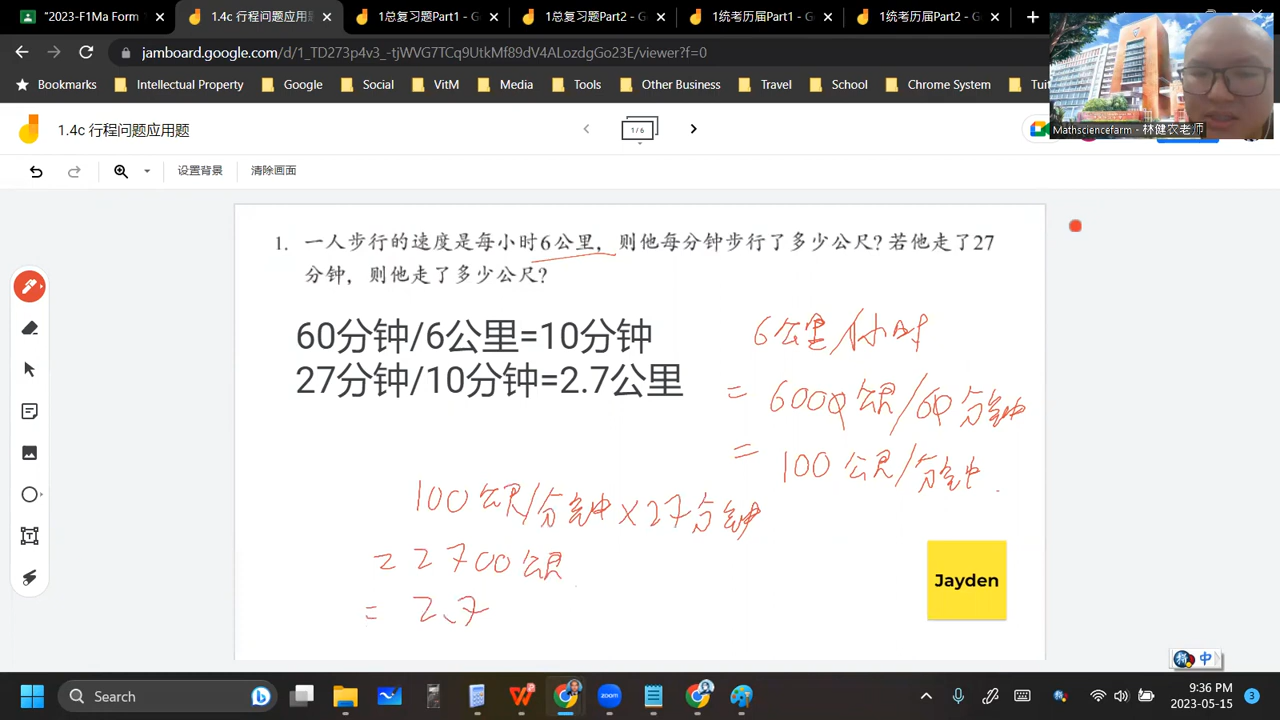 "2023-F1Ma Form
1.4c 行程问题应用题
1总复习题Part1 - G
1总复习题Part2 - G
1统考历届Part1 - G
1统考历届Part2 - G
jamboard.google.com/d/1_TD273p4v3_-tiWVG7TCq9UtkMf89dV4ALozdgGo23E/viewer?f=0
Bookmarks
Intellectual Property
Google
VitM
Media
Tools
Other Business
Travel
School
Chrome System
Mathsciencefarm - 林健农老师
1.4c 行程问题应用题
1/6
设置背景
清除画面
1. 一人步行的速度是每小时6公里，则他每分钟步行了多少公尺？若他走了27
分钟，则他走了多少公尺？
60分钟/6公里=10分钟
27分钟/10分钟=2.7公里
6公里/小时
= 6000公尺/60分钟
= 100公尺/分钟
100公尺/分钟×27分钟
= 2700公尺
= 2.7
Jayden
中
Search
zoom
9:36 PM
2023-05-15
3